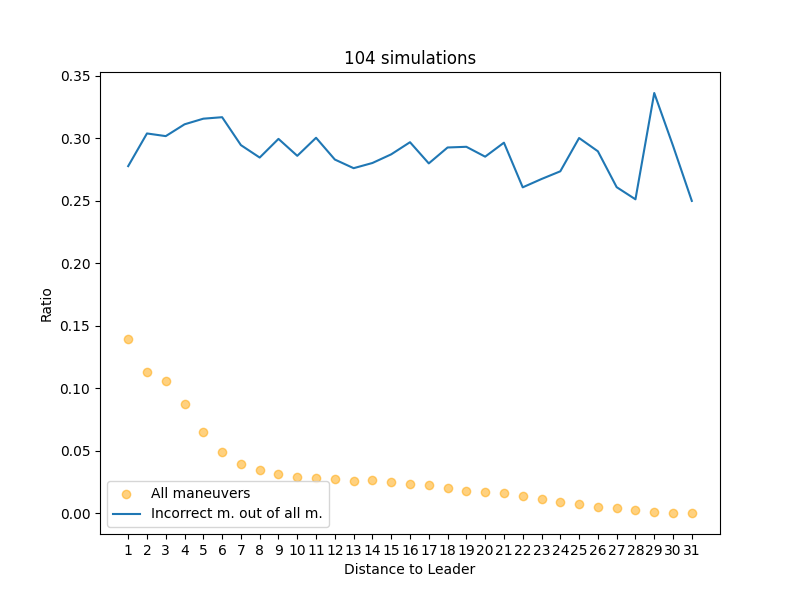 104 simulations
Ratio
0.35
0.30
0.25
0.20
0.15
0.10
0.05
0.00
All maneuvers
Incorrect m. out of all m.
1 2 3 4 5 6 7 8 9 10 11 12 13 14 15 16 17 18 19 20 21 22 23 24 25 26 27 28 29 30 31
Distance to Leader